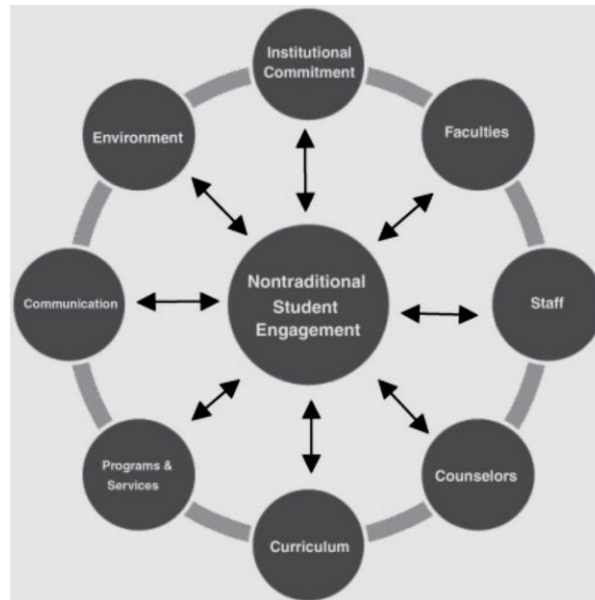 Institutional
Commitment
Environment
Faculties
Nontraditional
Student
Engagement
Communication
Staff
Programs &
Services
Counselors
Curriculum